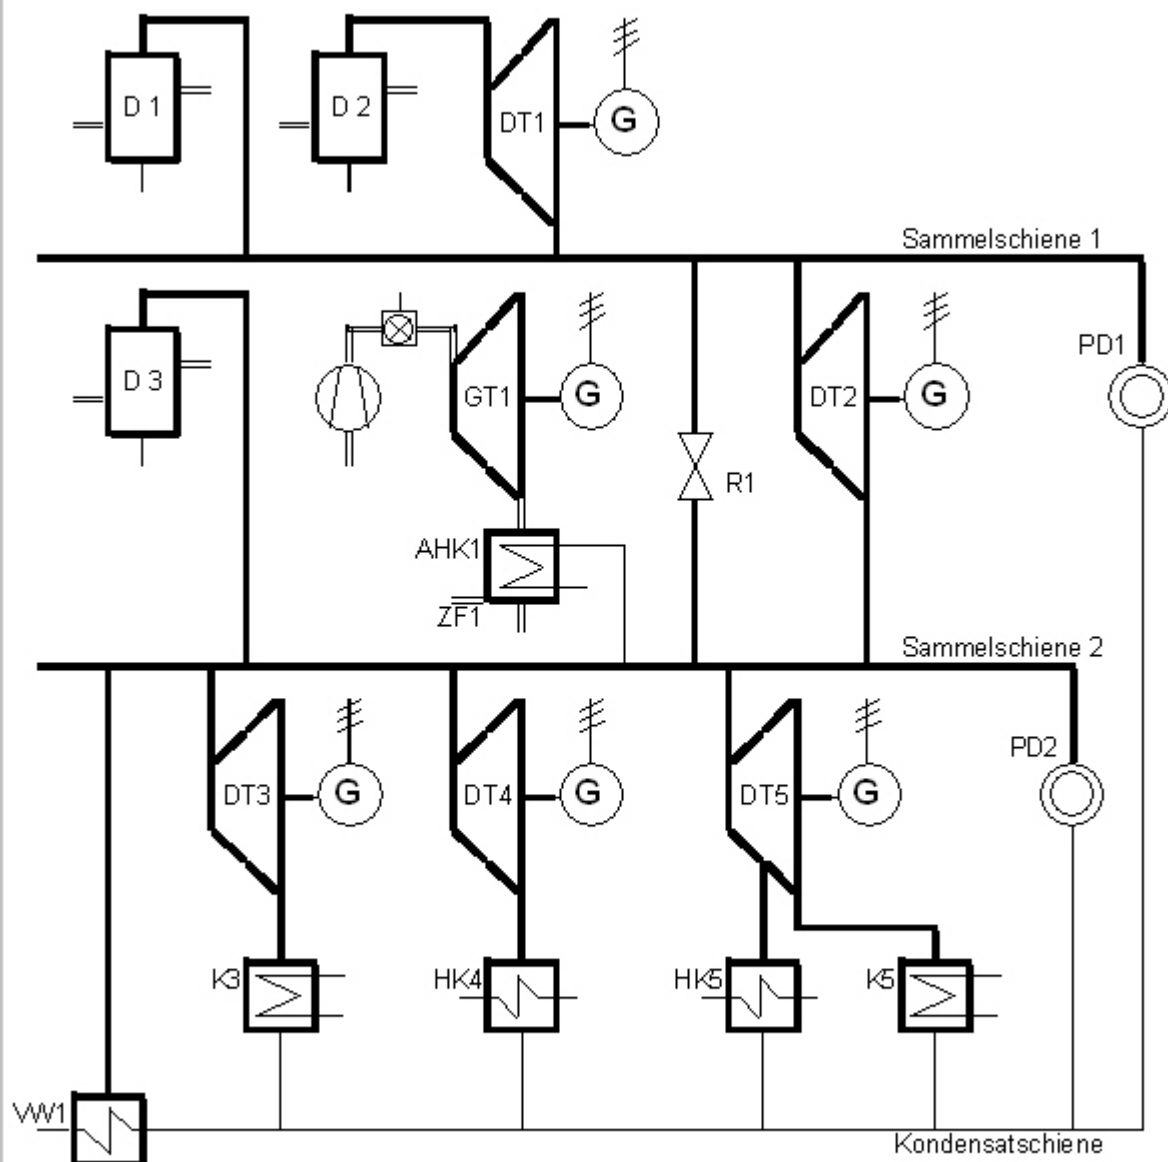 D 1
D 2
DT1
G
Sammelschiene 1
D 3
GT1
G
DT2
G
PD1
R1
AHK1
ZF1
Sammelschiene 2
DT3
G
DT4
G
DT5
G
PD2
K3
HK4
HK5
K5
VW1
Kondensatschiene